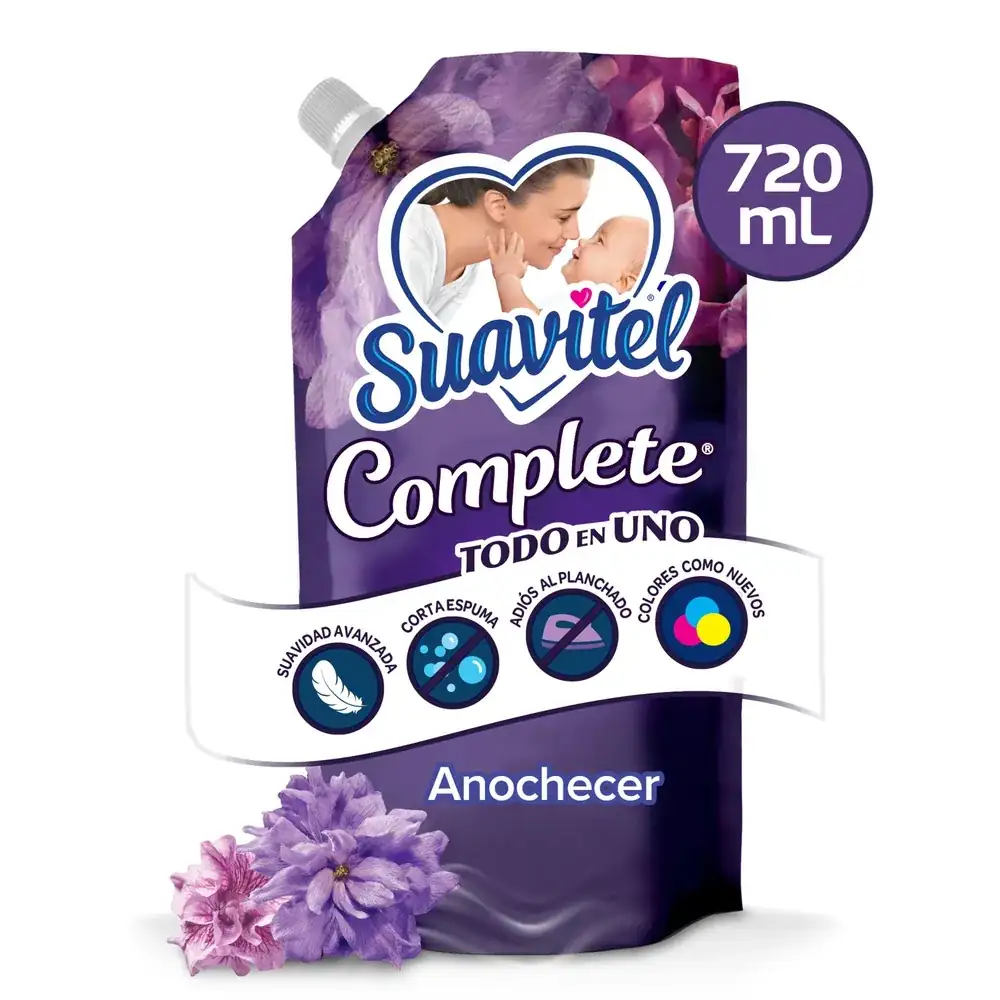 720
mL
Suavitel
®
Complete®
TODO EN UNO
SUAVIDAD AVANZADA
CORTA ESPUMA
ADIÓS AL PLANCHADO
COLORES COMO NUEVOS
Anochecer